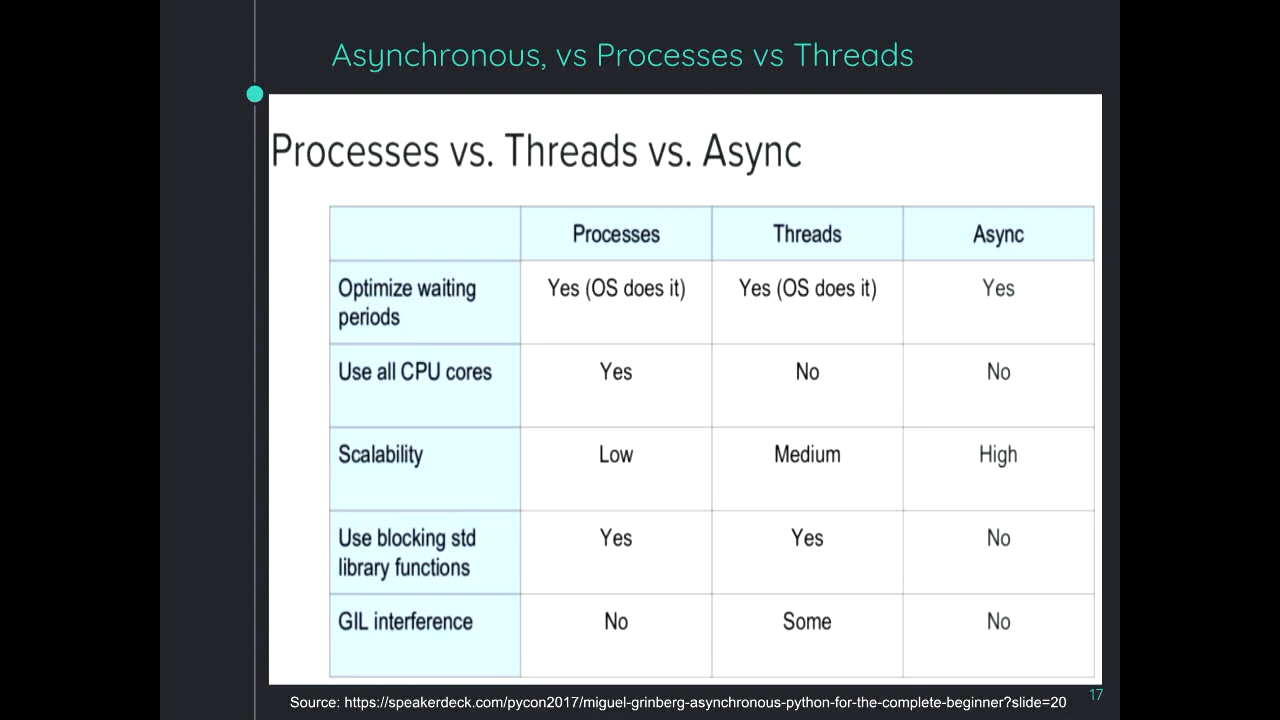 Asynchronous, vs Processes vs Threads
Processes vs. Threads vs. Async
Processes Threads Async
Optimize waiting periods Yes (OS does it) Yes (OS does it) Yes
Use all CPU cores Yes No No
Scalability Low Medium High
Use blocking std library functions Yes Yes No
GIL interference No Some No
Source: https://speakerdeck.com/pycon2017/miguel-grinberg-asynchronous-python-for-the-complete-beginner?slide=20
17